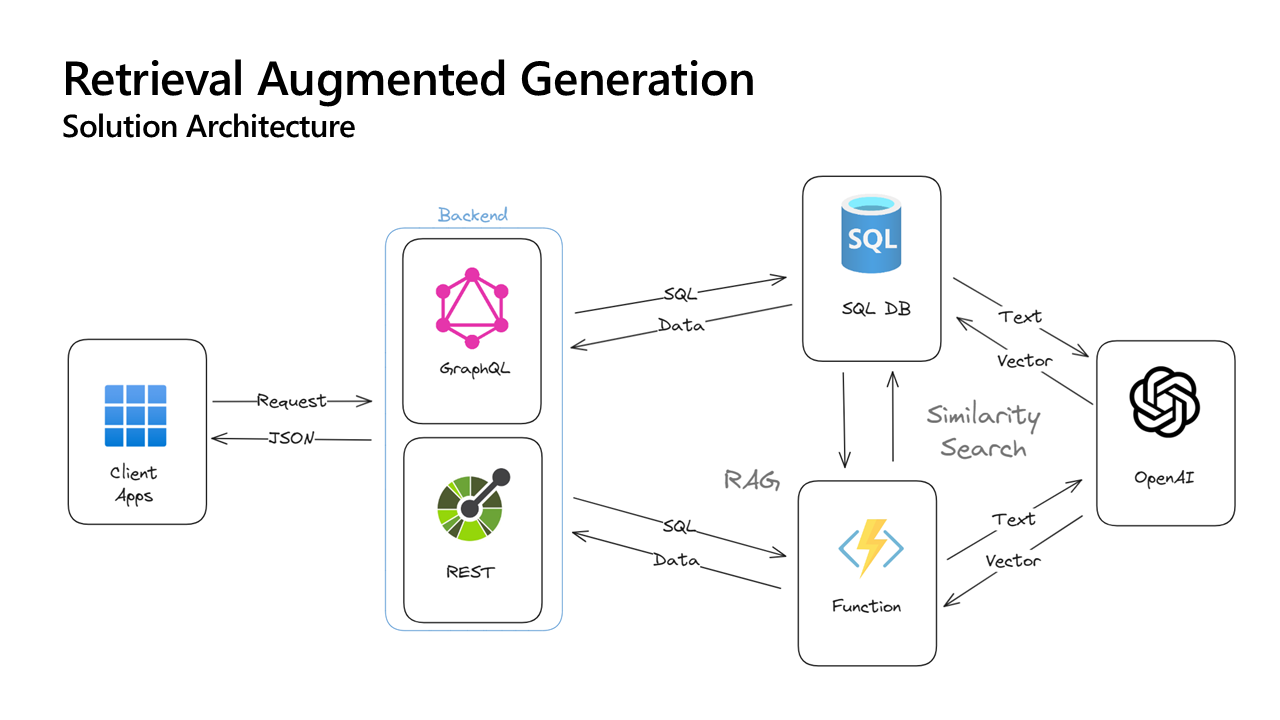 Retrieval Augmented Generation
Solution Architecture
Backend
GraphQL
REST
Client
Apps
Request
JSON
SQL
Data
SQL
Data
SQL
SQL DB
Text
Vector
Similarity
Search
RAG
Function
Text
Vector
OpenAI